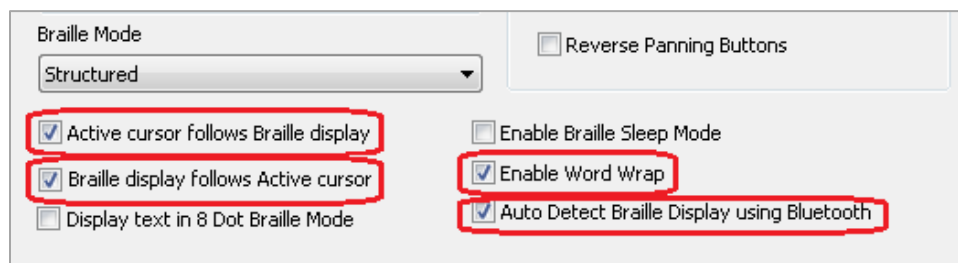 Braille Mode
Reverse Panning Buttons
Structured
Active cursor follows Braille display
Enable Braille Sleep Mode
Braille display follows Active cursor
Enable Word Wrap
Display text in 8 Dot Braille Mode
Auto Detect Braille Display using Bluetooth